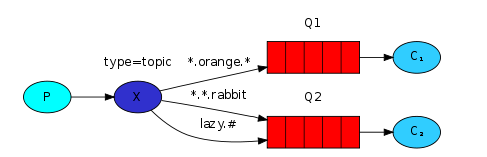 Q1
type=topic
*.orange.*
C₁
P
X
*.*.rabbit
Q2
lazy.#
C₂